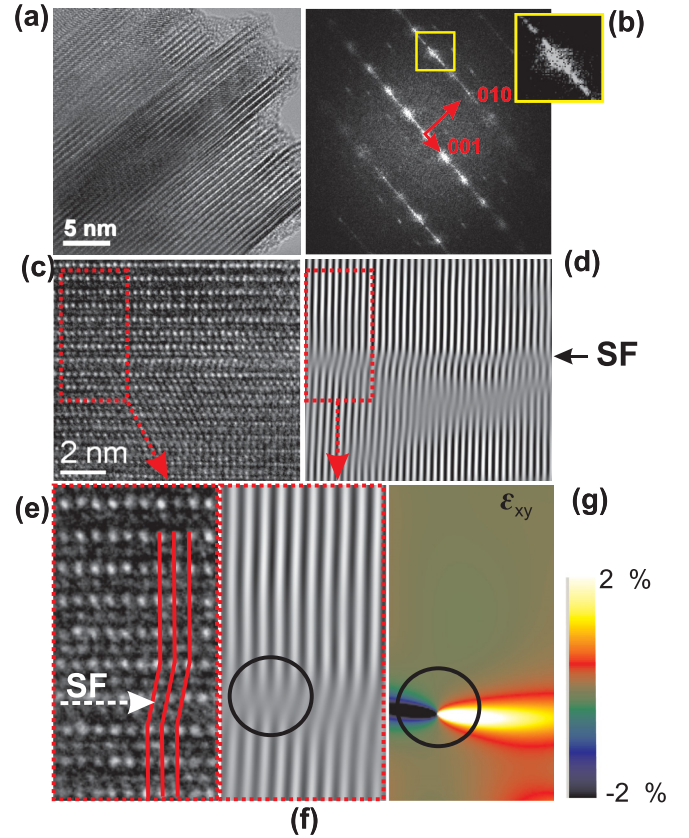 (a)
(b)
010
001
5 nm
(c)
(d)
SF
2 nm
(e)
εxy
(g)
2 %
SF
-2 %
(f)